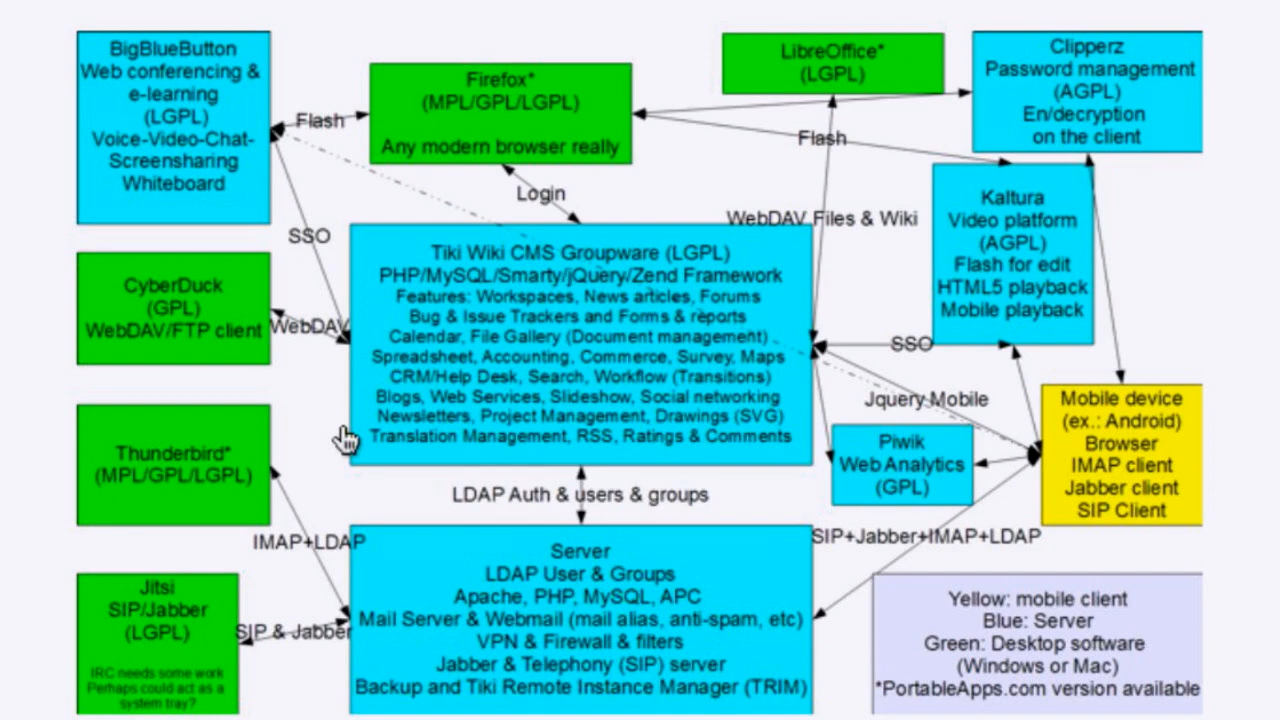 BigBlueButton
Web conferencing &
e-learning
(LGPL)
Voice-Video-Chat-
Screensharing
Whiteboard
Flash
Firefox*
(MPL/GPL/LGPL)
Any modern browser really
LibreOffice*
(LGPL)
Clipperz
Password management
(AGPL)
En/decryption
on the client
Flash
Login
SSO
WebDAV Files & Wiki
Kaltura
Video platform
(AGPL)
Flash for edit
HTML5 playback
Mobile playback
CyberDuck
(GPL)
WebDAV/FTP client
WebDAV
Tiki Wiki CMS Groupware (LGPL)
PHP/MySQL/Smarty/jQuery/Zend Framework
Features: Workspaces, News articles, Forums
Bug & Issue Trackers and Forms & reports
Calendar, File Gallery (Document management)
Spreadsheet, Accounting, Commerce, Survey, Maps
CRM/Help Desk, Search, Workflow (Transitions)
Blogs, Web Services, Slideshow, Social networking
Newsletters, Project Management, Drawings (SVG)
Translation Management, RSS, Ratings & Comments
SSO
Jquery Mobile
Mobile device
(ex.: Android)
Browser
IMAP client
Jabber client
SIP Client
Piwik
Web Analytics
(GPL)
Thunderbird*
(MPL/GPL/LGPL)
LDAP Auth & users & groups
IMAP+LDAP
SIP+Jabber+IMAP+LDAP
Jitsi
SIP/Jabber
(LGPL)
IRC needs some work
Perhaps could act as a
system tray?
SIP & Jabber
Server
LDAP User & Groups
Apache, PHP, MySQL, APC
Mail Server & Webmail (mail alias, anti-spam, etc)
VPN & Firewall & filters
Jabber & Telephony (SIP) server
Backup and Tiki Remote Instance Manager (TRIM)
Yellow: mobile client
Blue: Server
Green: Desktop software
(Windows or Mac)
*PortableApps.com version available